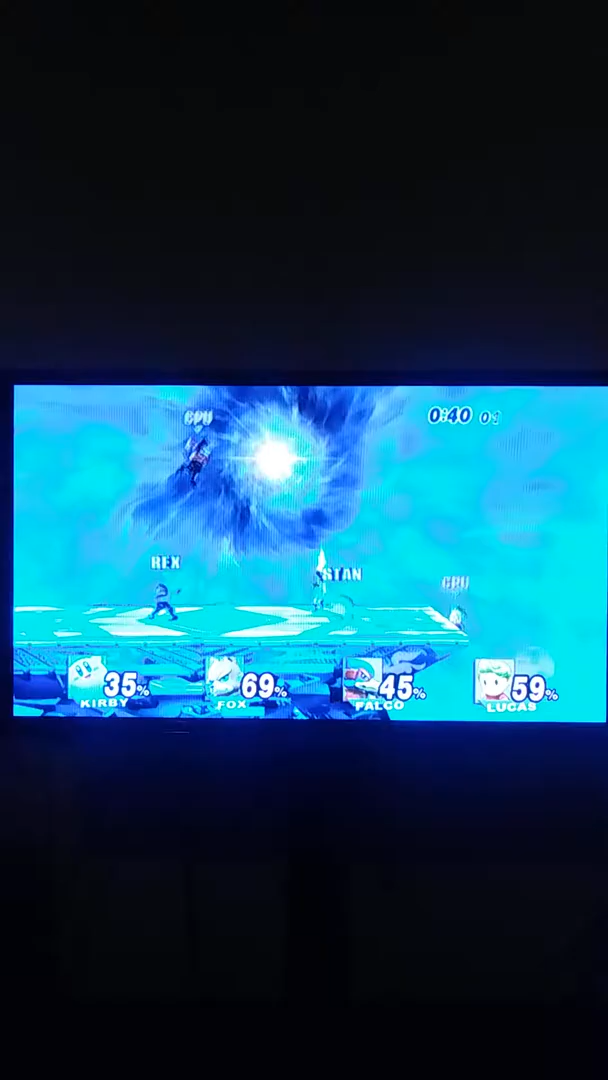 CPU
0:40 01
REX
STAN
CPU
35% 69% 45% 59%
KIRBY FOX FALCO LUCAS